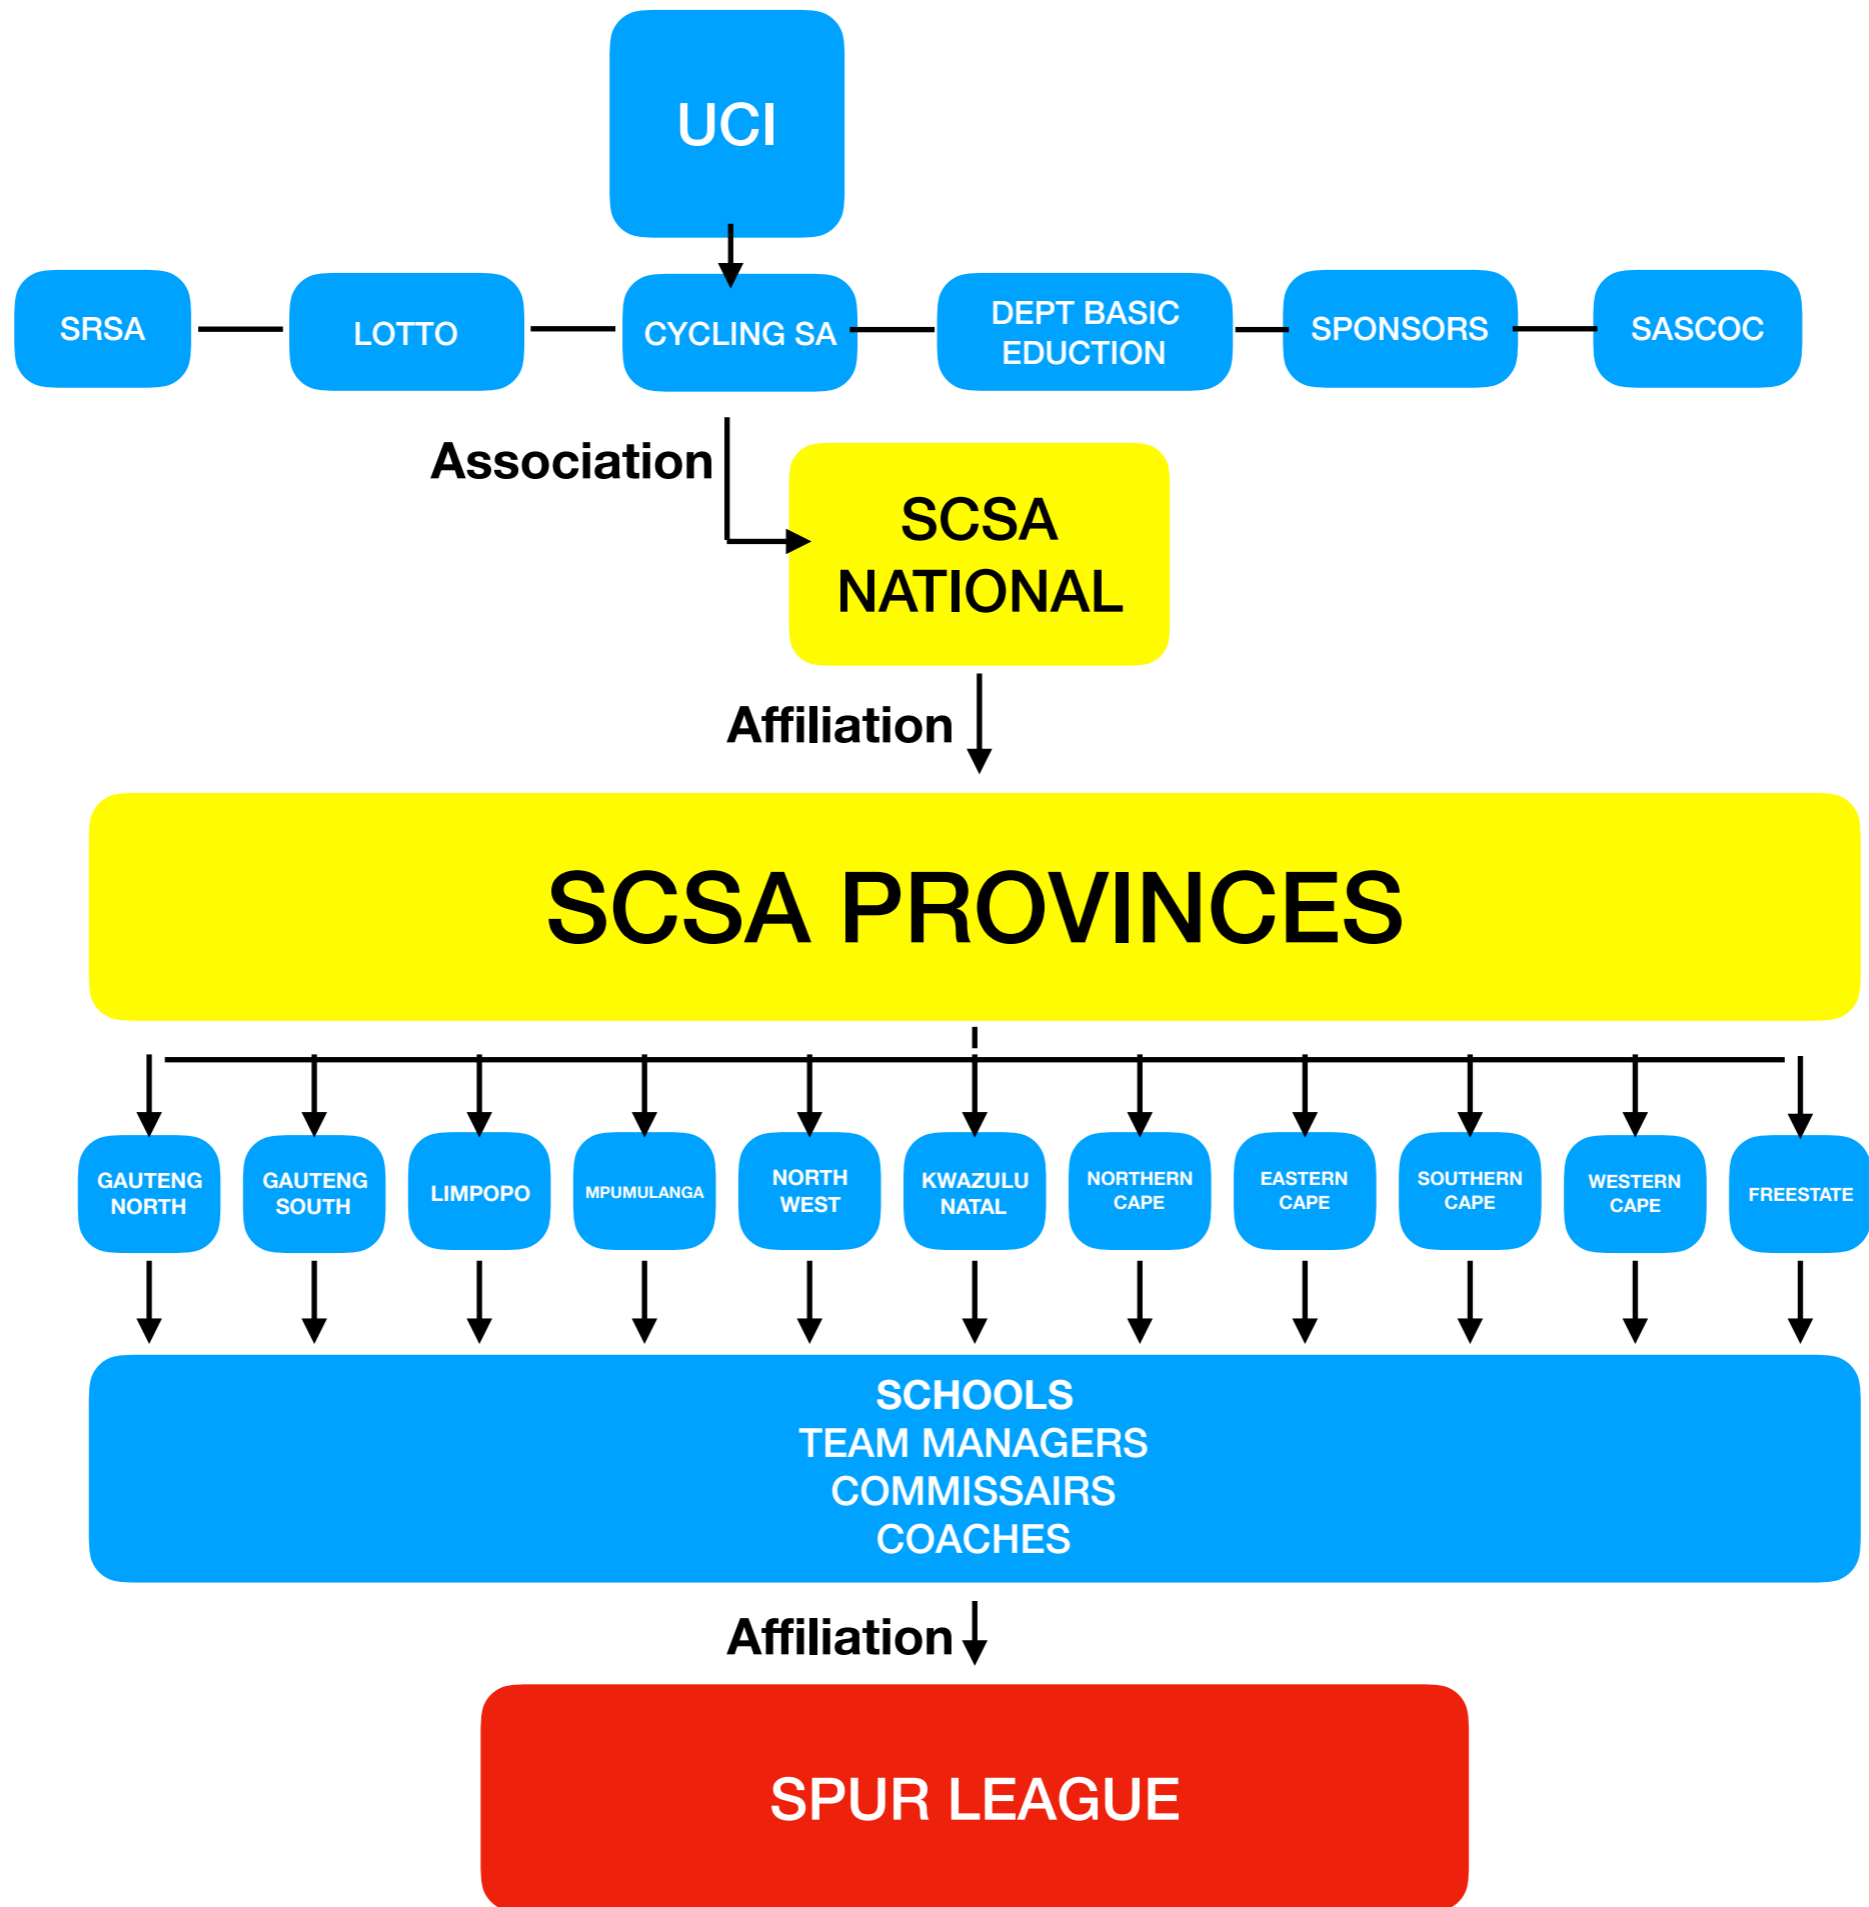 UCI
SRSA
LOTTO
CYCLING SA
DEPT BASIC
EDUCTION
SPONSORS
SASCOC
Association
SCSA
NATIONAL
Affiliation
SCSA PROVINCES
GAUTENG
NORTH
GAUTENG
SOUTH
LIMPOPO
MPUMULANGA
NORTH
WEST
KWAZULU
NATAL
NORTHERN
CAPE
EASTERN
CAPE
SOUTHERN
CAPE
WESTERN
CAPE
FREESTATE
SCHOOLS
TEAM MANAGERS
COMMISSAIRS
COACHES
Affiliation
SPUR LEAGUE